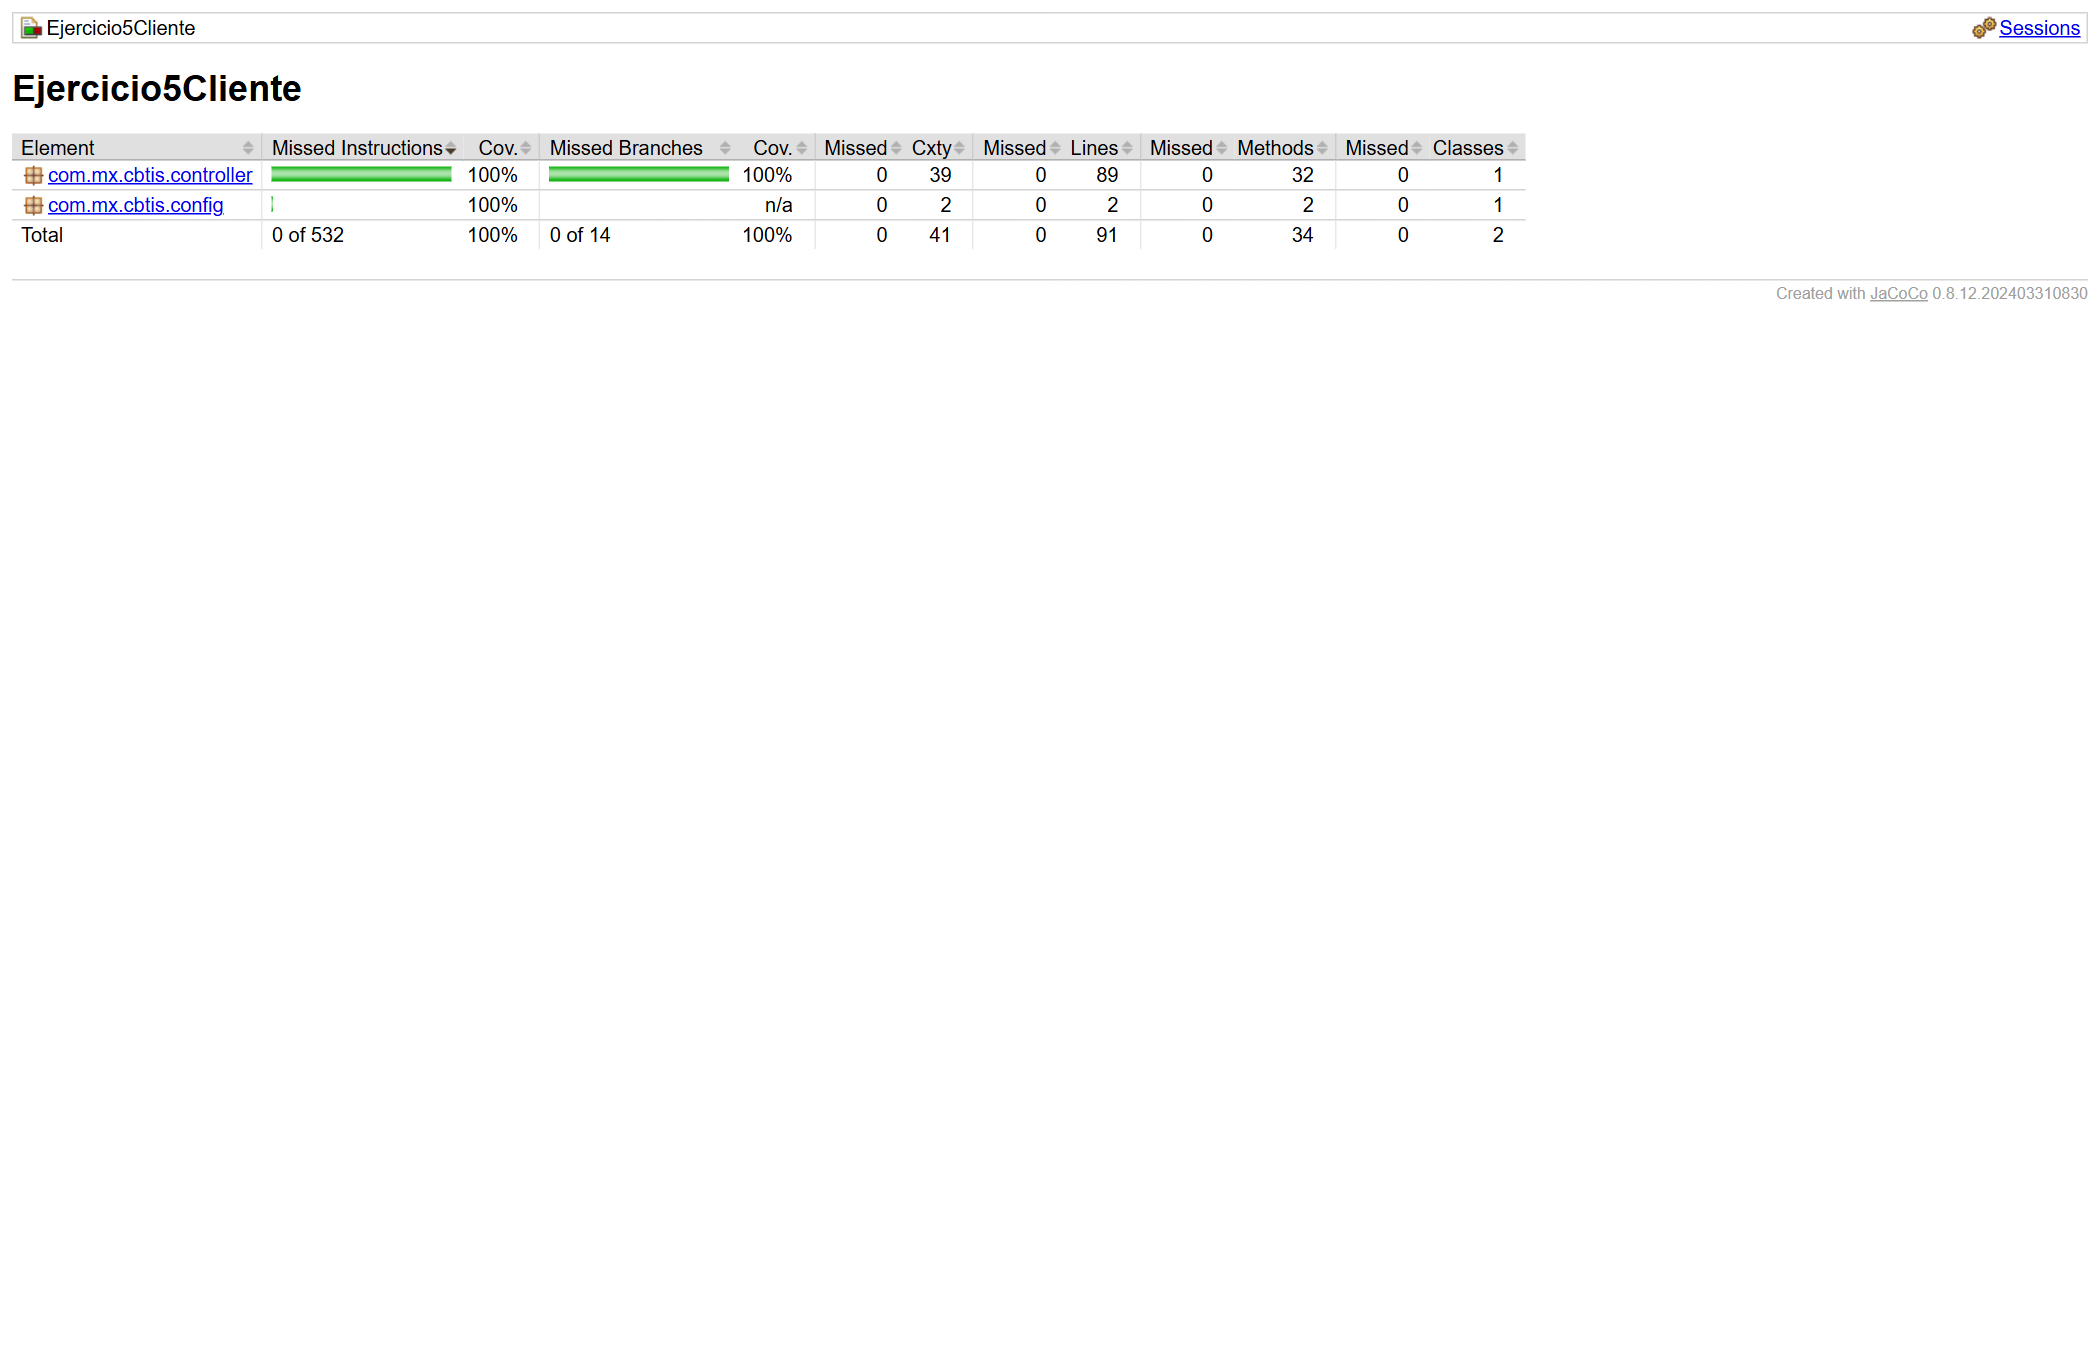 Ejercicio5Cliente Sessions
Ejercicio5Cliente
Element Missed Instructions Cov. Missed Branches Cov. Missed Cxty Missed Lines Missed Methods Missed Classes
com.mx.cbtis.controller 100% 100% 0 39 0 89 0 32 0 1
com.mx.cbtis.config 100% n/a 0 2 0 2 0 2 0 1
Total 0 of 532 100% 0 of 14 100% 0 41 0 91 0 34 0 2
Created with JaCoCo 0.8.12.202403310830